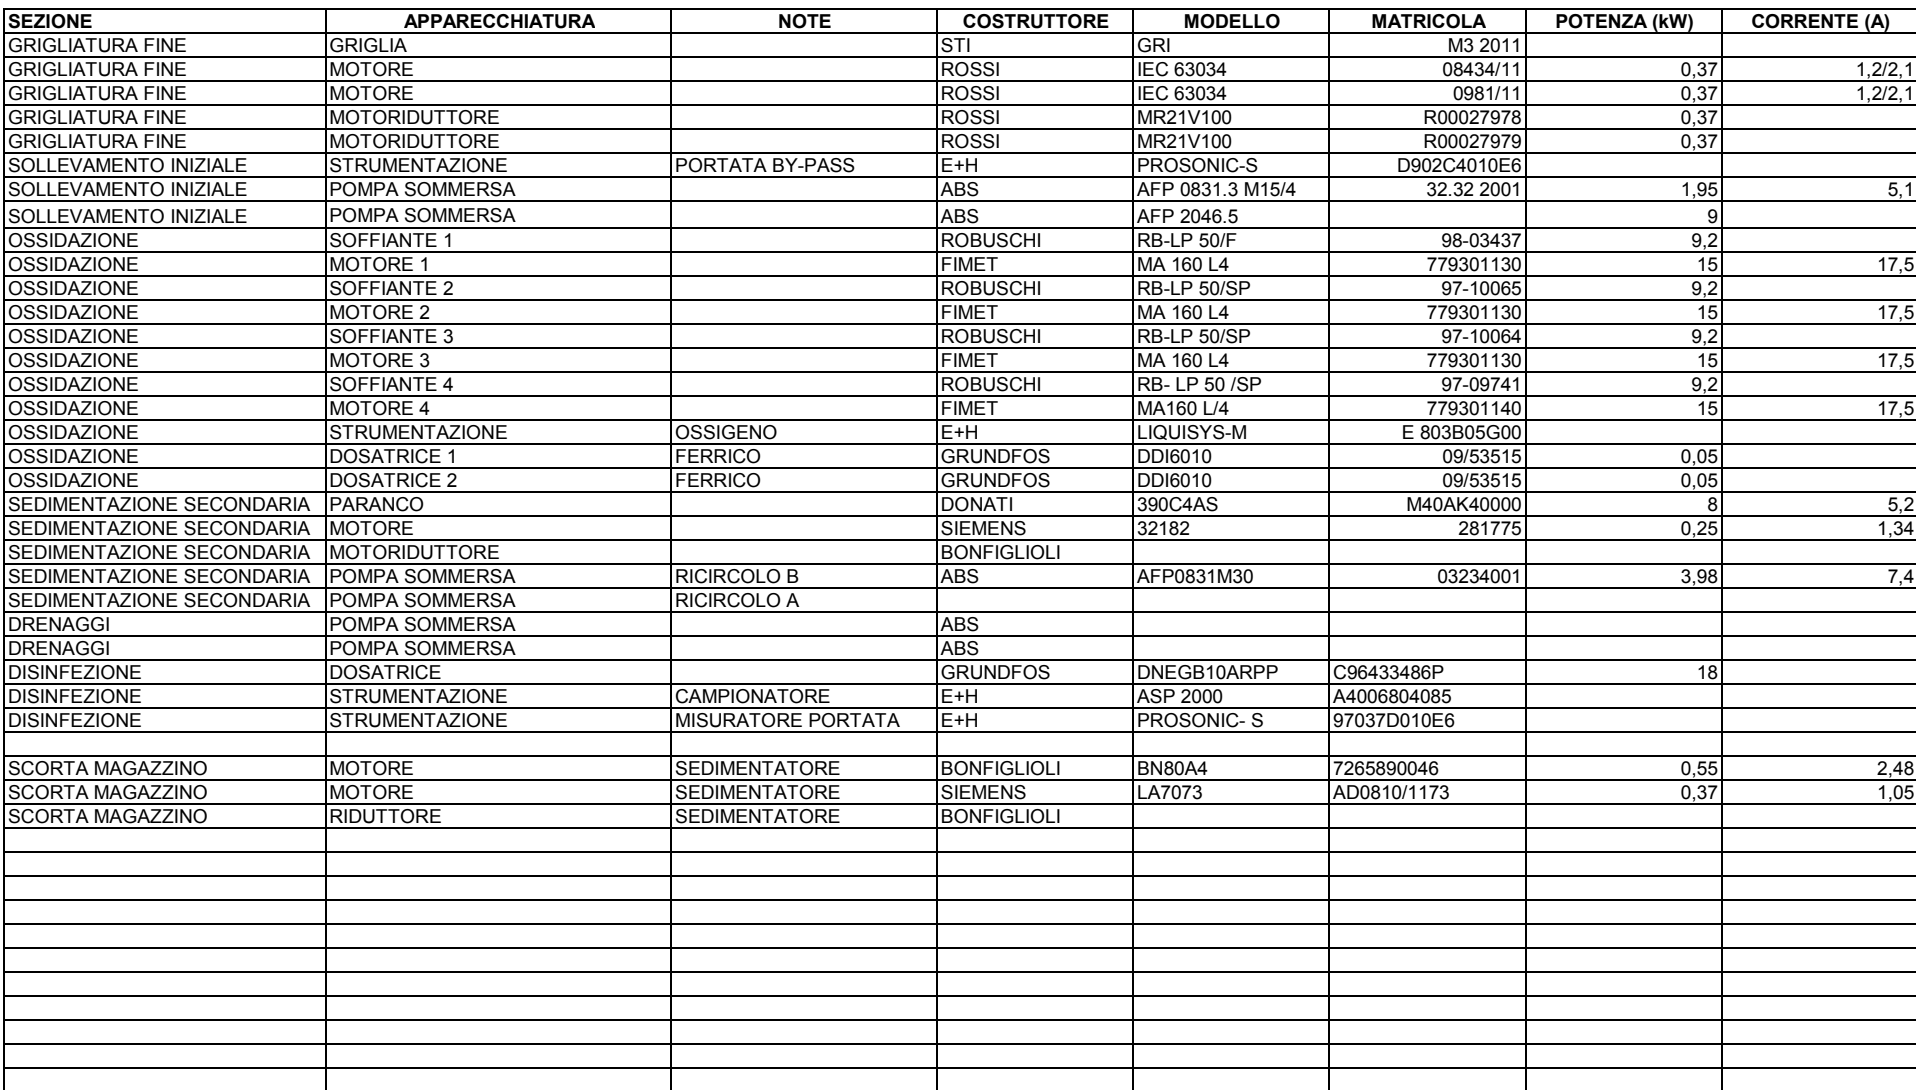 SEZIONE APPARECCHIATURA NOTE COSTRUTTORE MODELLO MATRICOLA POTENZA (kW) CORRENTE (A)
GRIGLIATURA FINE GRIGLIA STI GRI M3 2011
GRIGLIATURA FINE MOTORE ROSSI IEC 63034 08434/11 0,37 1,2/2,1
GRIGLIATURA FINE MOTORE ROSSI IEC 63034 0981/11 0,37 1,2/2,1
GRIGLIATURA FINE MOTORIDUTTORE ROSSI MR21V100 R00027978 0,37
GRIGLIATURA FINE MOTORIDUTTORE ROSSI MR21V100 R00027979 0,37
SOLLEVAMENTO INIZIALE STRUMENTAZIONE PORTATA BY-PASS E+H PROSONIC-S D902C4010E6
SOLLEVAMENTO INIZIALE POMPA SOMMERSA ABS AFP 0831.3 M15/4 32.32 2001 1,95 5,1
SOLLEVAMENTO INIZIALE POMPA SOMMERSA ABS AFP 2046.5 9
OSSIDAZIONE SOFFIANTE 1 ROBUSCHI RB-LP 50/F 98-03437 9,2
OSSIDAZIONE MOTORE 1 FIMET MA 160 L4 779301130 15 17,5
OSSIDAZIONE SOFFIANTE 2 ROBUSCHI RB-LP 50/SP 97-10065 9,2
OSSIDAZIONE MOTORE 2 FIMET MA 160 L4 779301130 15 17,5
OSSIDAZIONE SOFFIANTE 3 ROBUSCHI RB-LP 50/SP 97-10064 9,2
OSSIDAZIONE MOTORE 3 FIMET MA 160 L4 779301130 15 17,5
OSSIDAZIONE SOFFIANTE 4 ROBUSCHI RB- LP 50 /SP 97-09741 9,2
OSSIDAZIONE MOTORE 4 FIMET MA160 L/4 779301140 15 17,5
OSSIDAZIONE STRUMENTAZIONE OSSIGENO E+H LIQUISYS-M E 803B05G00
OSSIDAZIONE DOSATRICE 1 FERRICO GRUNDFOS DDI6010 09/53515 0,05
OSSIDAZIONE DOSATRICE 2 FERRICO GRUNDFOS DDI6010 09/53515 0,05
SEDIMENTAZIONE SECONDARIA PARANCO DONATI 390C4AS M40AK40000 8 5,2
SEDIMENTAZIONE SECONDARIA MOTORE SIEMENS 32182 281775 0,25 1,34
SEDIMENTAZIONE SECONDARIA MOTORIDUTTORE BONFIGLIOLI
SEDIMENTAZIONE SECONDARIA POMPA SOMMERSA RICIRCOLO B ABS AFP0831M30 03234001 3,98 7,4
SEDIMENTAZIONE SECONDARIA POMPA SOMMERSA RICIRCOLO A
DRENAGGI POMPA SOMMERSA ABS
DRENAGGI POMPA SOMMERSA ABS
DISINFEZIONE DOSATRICE GRUNDFOS DNEGB10ARPP C96433486P 18
DISINFEZIONE STRUMENTAZIONE CAMPIONATORE E+H ASP 2000 A4006804085
DISINFEZIONE STRUMENTAZIONE MISURATORE PORTATA E+H PROSONIC- S 97037D010E6
SCORTA MAGAZZINO MOTORE SEDIMENTATORE BONFIGLIOLI BN80A4 7265890046 0,55 2,48
SCORTA MAGAZZINO MOTORE SEDIMENTATORE SIEMENS LA7073 AD0810/1173 0,37 1,05
SCORTA MAGAZZINO RIDUTTORE SEDIMENTATORE BONFIGLIOLI